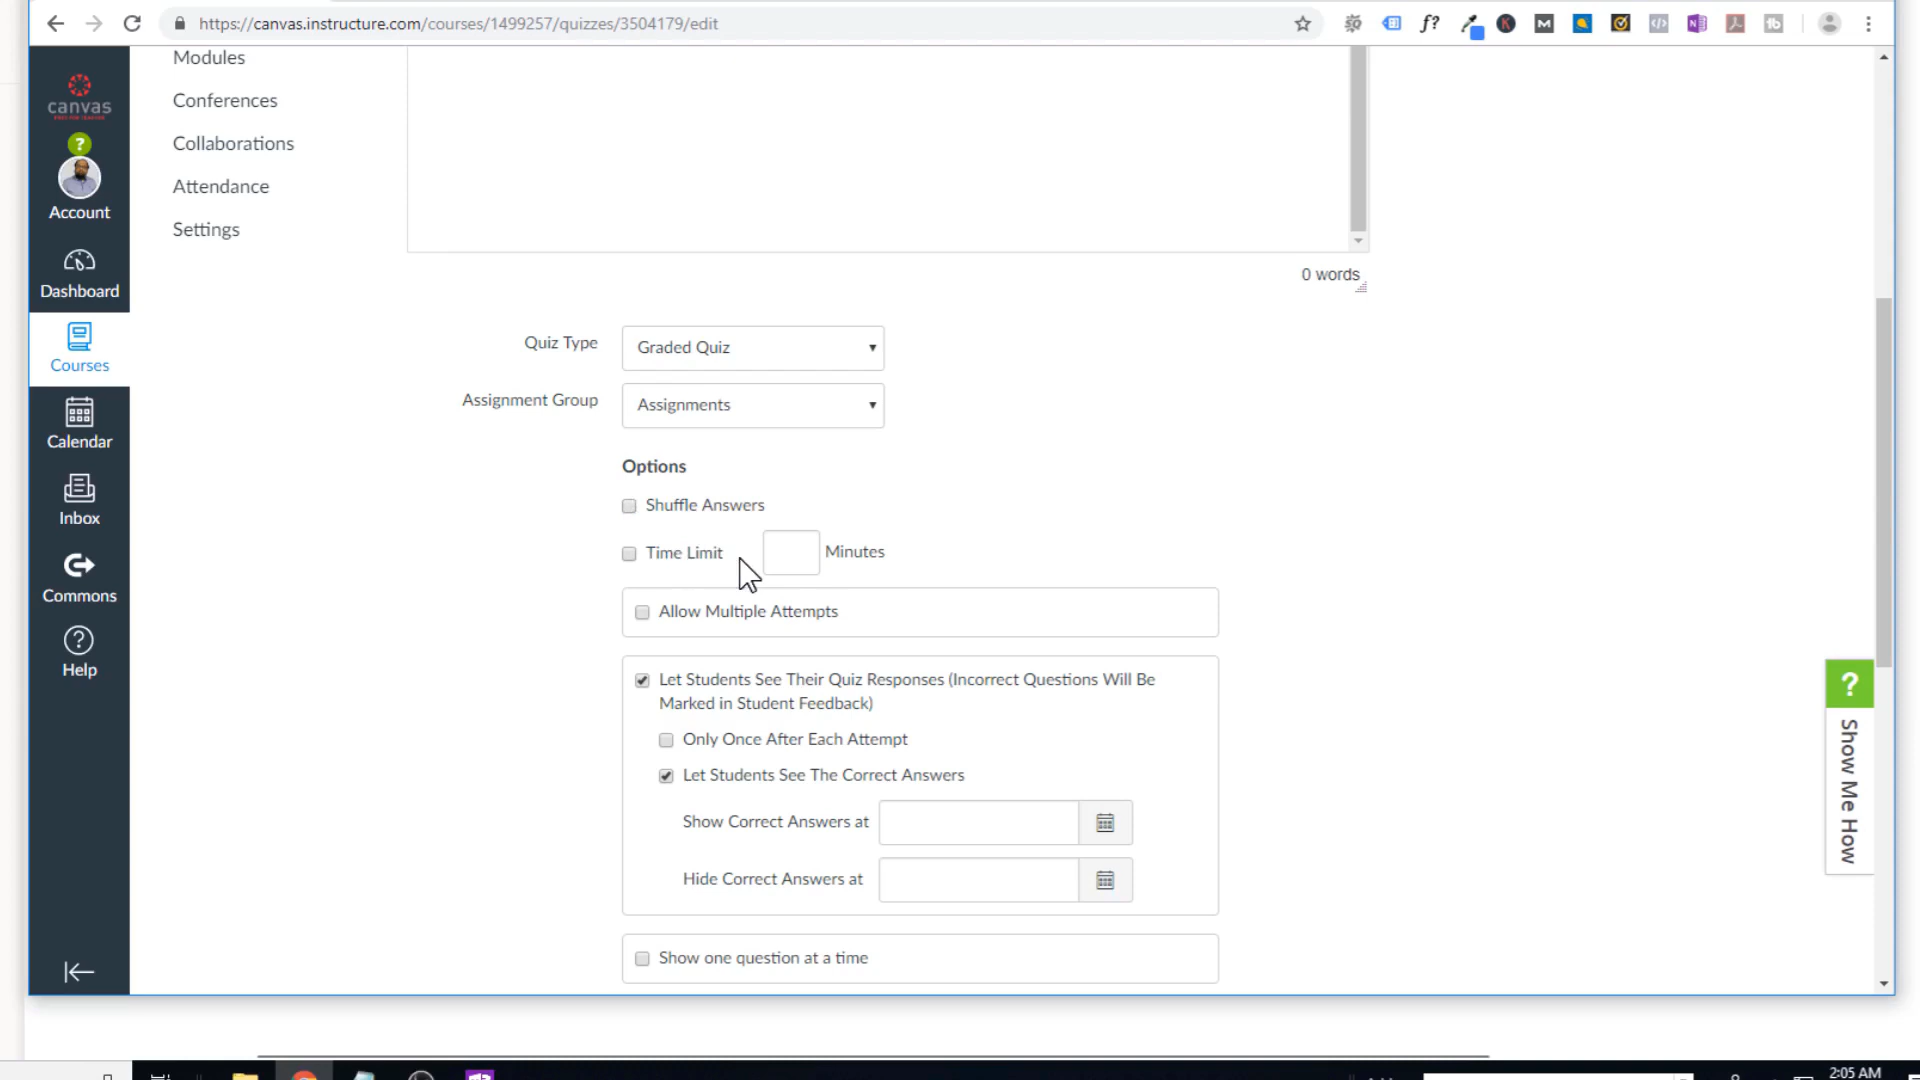 https://canvas.instructure.com/courses/1499257/quizzes/3504179/edit
f?
K
M
N
tb
canvas
?
Account
Dashboard
Courses
Calendar
Inbox
Commons
Help
Modules
Conferences
Collaborations
Attendance
Settings
0 words
Quiz Type
Graded Quiz
Assignment Group
Assignments
Options
Shuffle Answers
Time Limit
Minutes
Allow Multiple Attempts
Let Students See Their Quiz Responses (Incorrect Questions Will Be
Marked in Student Feedback)
Only Once After Each Attempt
Let Students See The Correct Answers
Show Correct Answers at
Hide Correct Answers at
Show one question at a time
?
Show Me How
2:05 AM